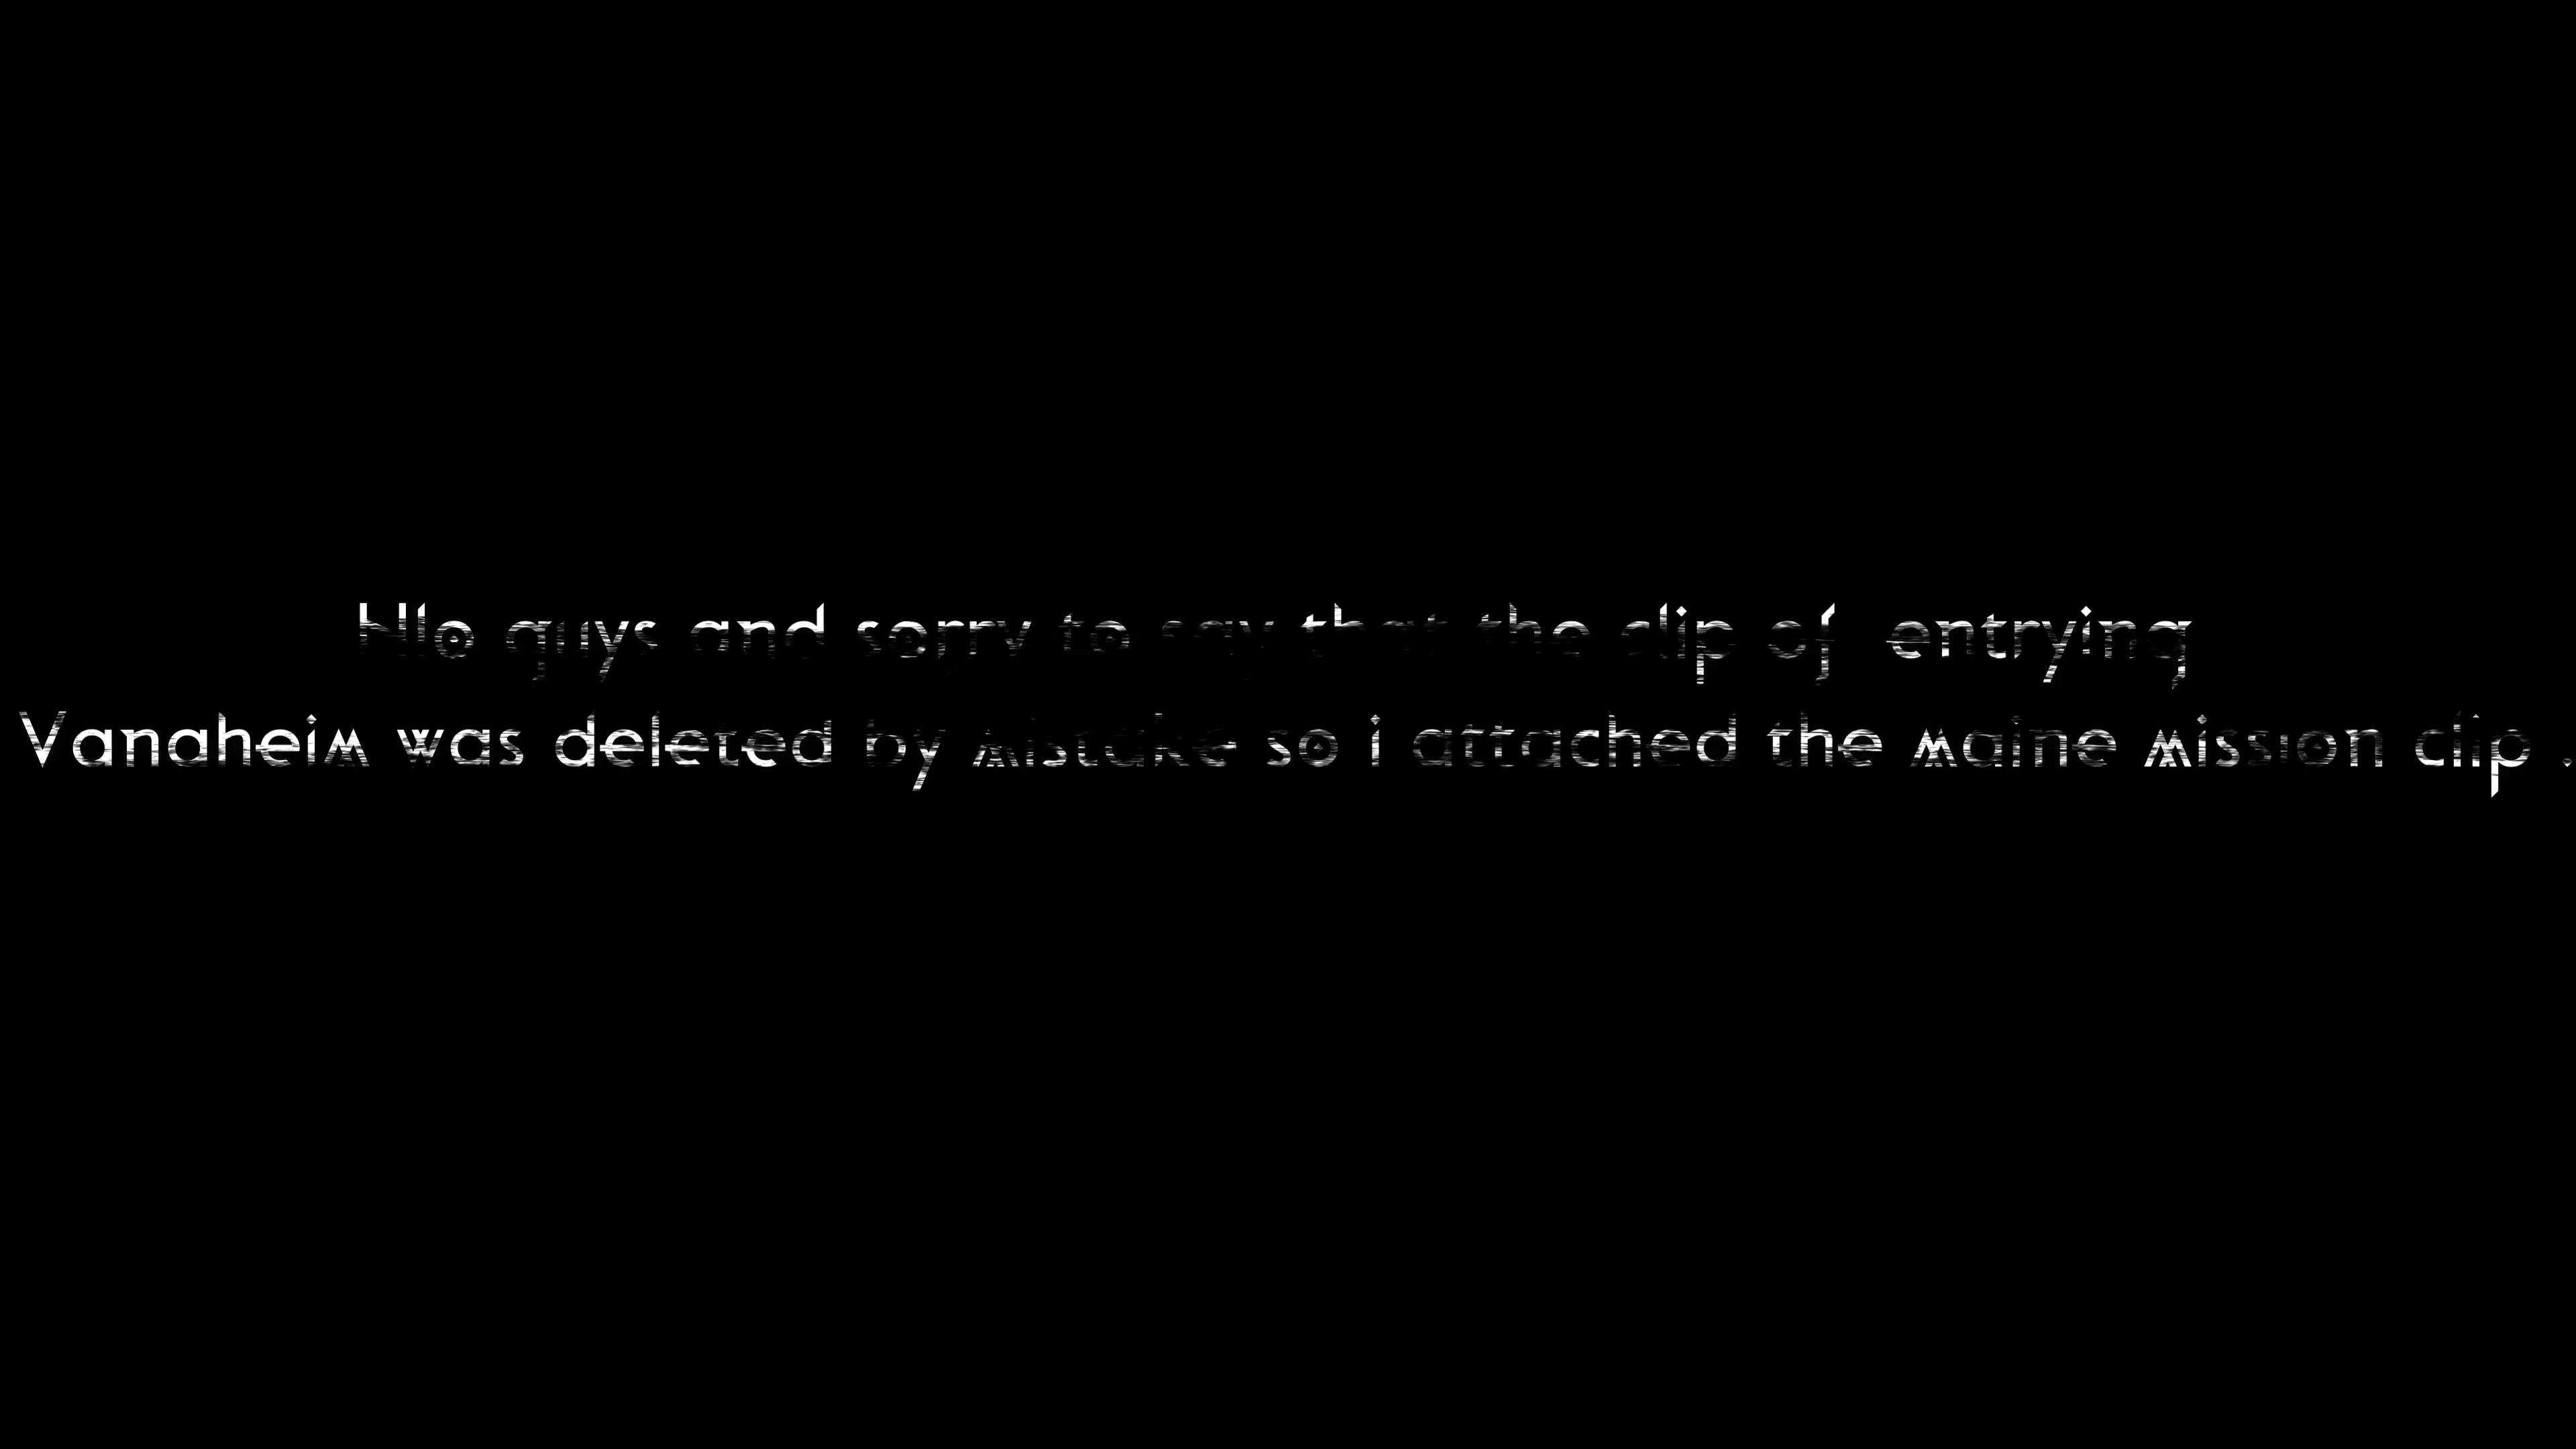 hllo guys and sorry to say that the clip of entrying
Vanaheim was deleted by mistake so i attached the maine mission clip .